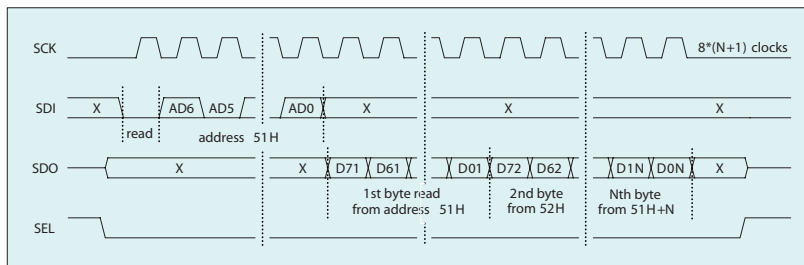 SCK 8*(N+1) clocks
SDI X AD6 AD5 AD0 X X X
read address 51H
SDO X X D71 D61 D01 D72 D62 D1N D0N X
1st byte read 2nd byte Nth byte
from address 51H from 52H from 51H+N
SEL